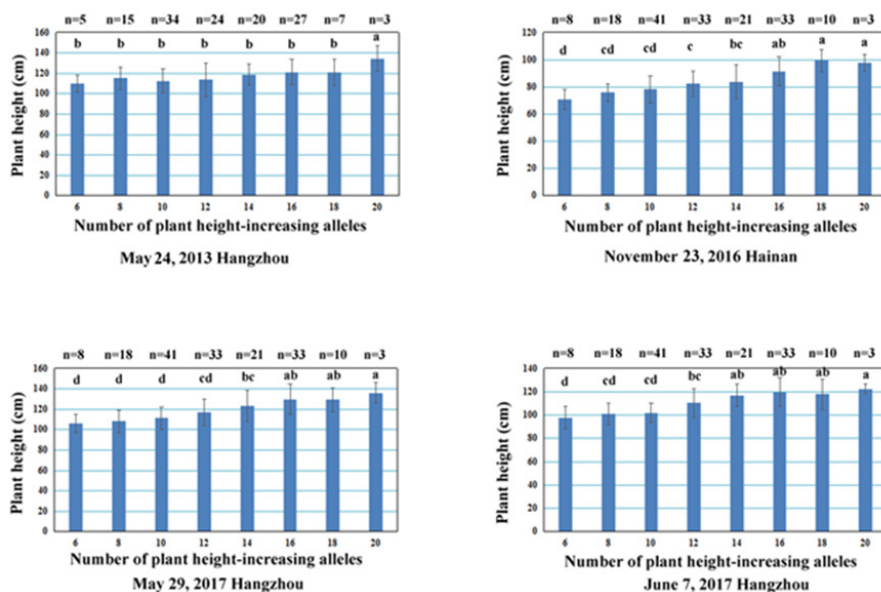 n=5 n=15 n=34 n=24 n=20 n=27 n=7 n=3
160
140
120
100
80
60
40
20
0
b b b b b b b a
Plant height (cm)
6 8 10 12 14 16 18 20
Number of plant height-increasing alleles
May 24, 2013 Hangzhou
n=8 n=18 n=41 n=33 n=21 n=33 n=10 n=3
120
100
80
60
40
20
0
d cd cd c bc ab a a
Plant height (cm)
6 8 10 12 14 16 18 20
Number of plant height-increasing alleles
November 23, 2016 Hainan
n=8 n=18 n=41 n=33 n=21 n=33 n=10 n=3
160
140
120
100
80
60
40
20
0
d d d cd bc ab ab a
Plant height (cm)
6 8 10 12 14 16 18 20
Number of plant height-increasing alleles
May 29, 2017 Hangzhou
n=8 n=18 n=41 n=33 n=21 n=33 n=10 n=3
140
120
100
80
60
40
20
0
d cd cd bc ab ab ab a
Plant height (cm)
6 8 10 12 14 16 18 20
Number of plant height-increasing alleles
June 7, 2017 Hangzhou